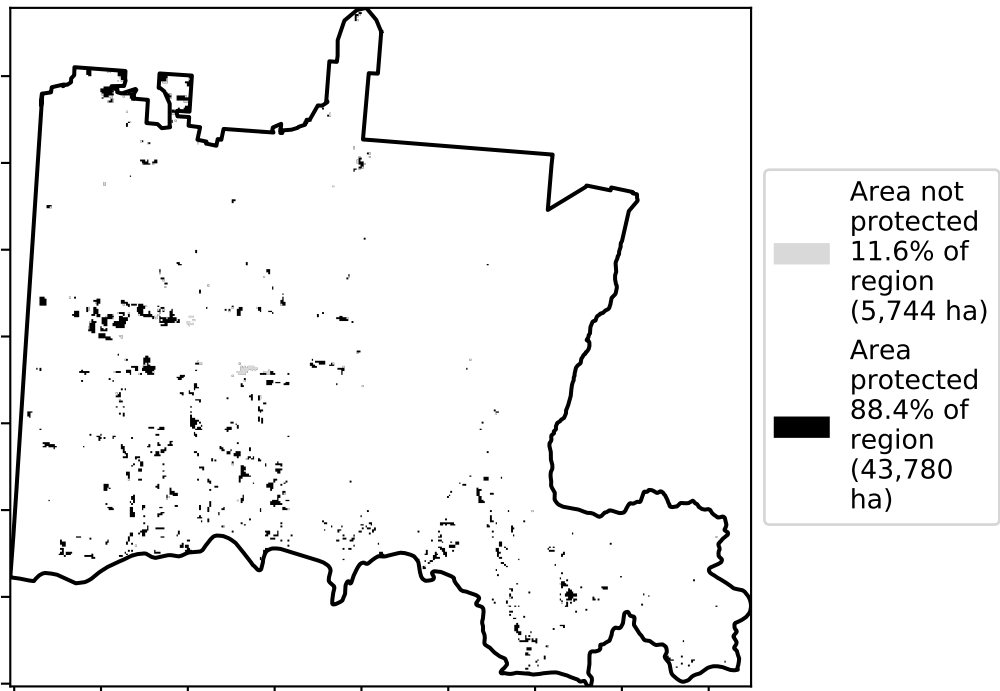 Area not
protected
11.6% of
region
(5,744 ha)
Area
protected
88.4% of
region
(43,780
ha)